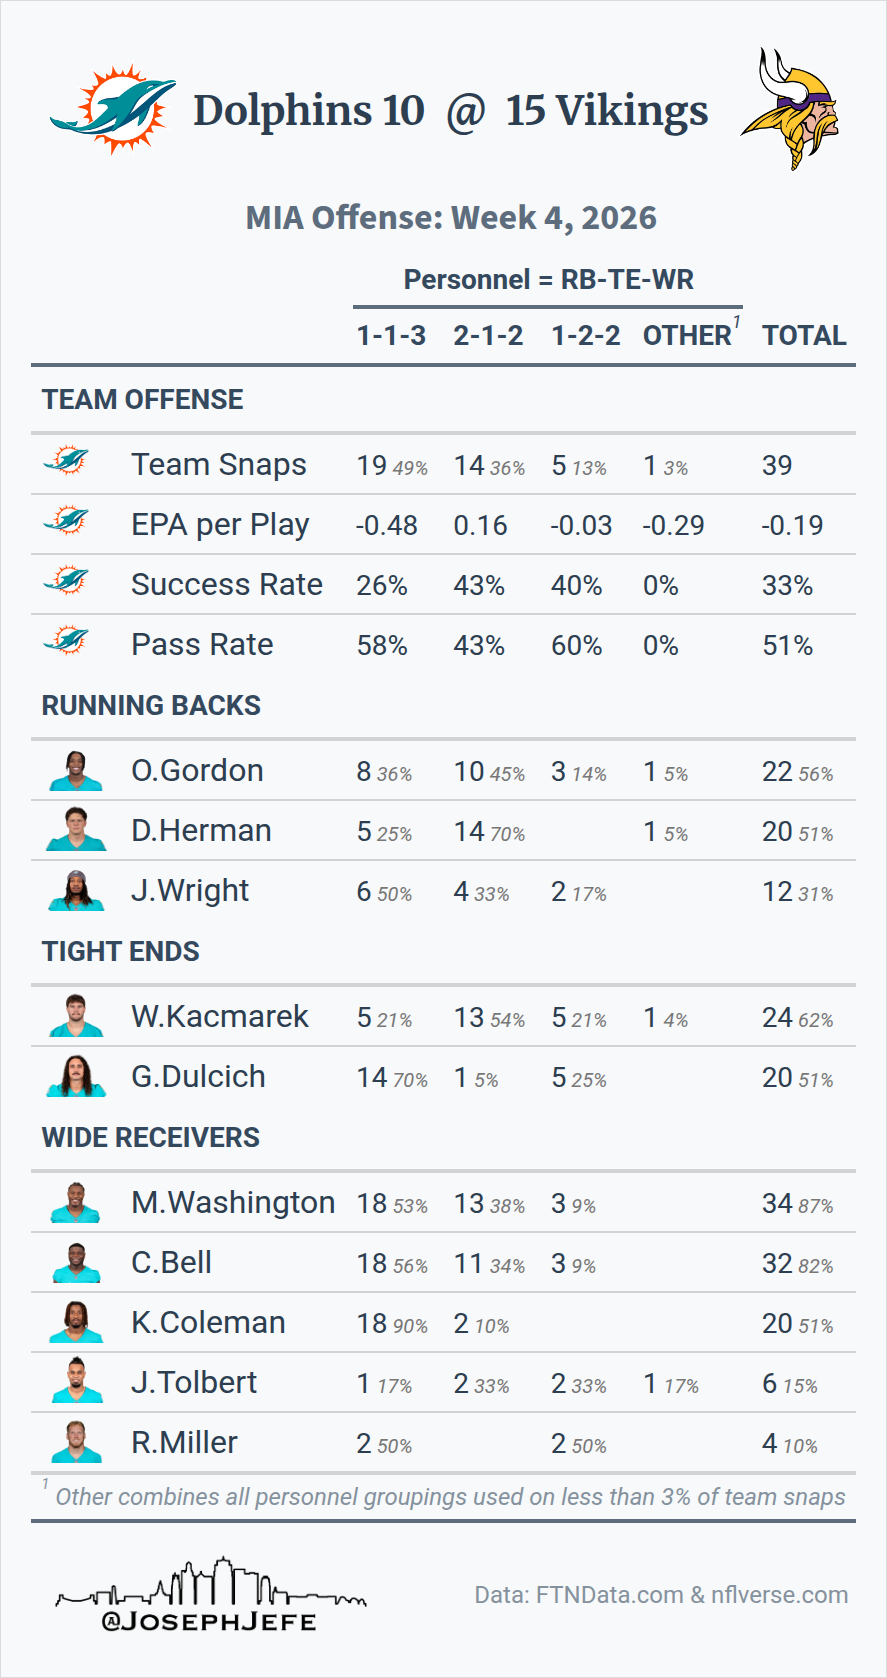 Dolphins 10 @ 15 Vikings
MIA Offense: Week 4, 2026
Personnel = RB-TE-WR
1-1-3 2-1-2 1-2-2 OTHER1 TOTAL
TEAM OFFENSE
Team Snaps 19 49% 14 36% 5 13% 1 3% 39
EPA per Play -0.48 0.16 -0.03 -0.29 -0.19
Success Rate 26% 43% 40% 0% 33%
Pass Rate 58% 43% 60% 0% 51%
RUNNING BACKS
O.Gordon 8 36% 10 45% 3 14% 1 5% 22 56%
D.Herman 5 25% 14 70% 1 5% 20 51%
J.Wright 6 50% 4 33% 2 17% 12 31%
TIGHT ENDS
W.Kacmarek 5 21% 13 54% 5 21% 1 4% 24 62%
G.Dulcich 14 70% 1 5% 5 25% 20 51%
WIDE RECEIVERS
M.Washington 18 53% 13 38% 3 9% 34 87%
C.Bell 18 56% 11 34% 3 9% 32 82%
K.Coleman 18 90% 2 10% 20 51%
J.Tolbert 1 17% 2 33% 2 33% 1 17% 6 15%
R.Miller 2 50% 2 50% 4 10%
1 Other combines all personnel groupings used on less than 3% of team snaps
@JOSEPHJEFE
Data: FTNData.com & nflverse.com